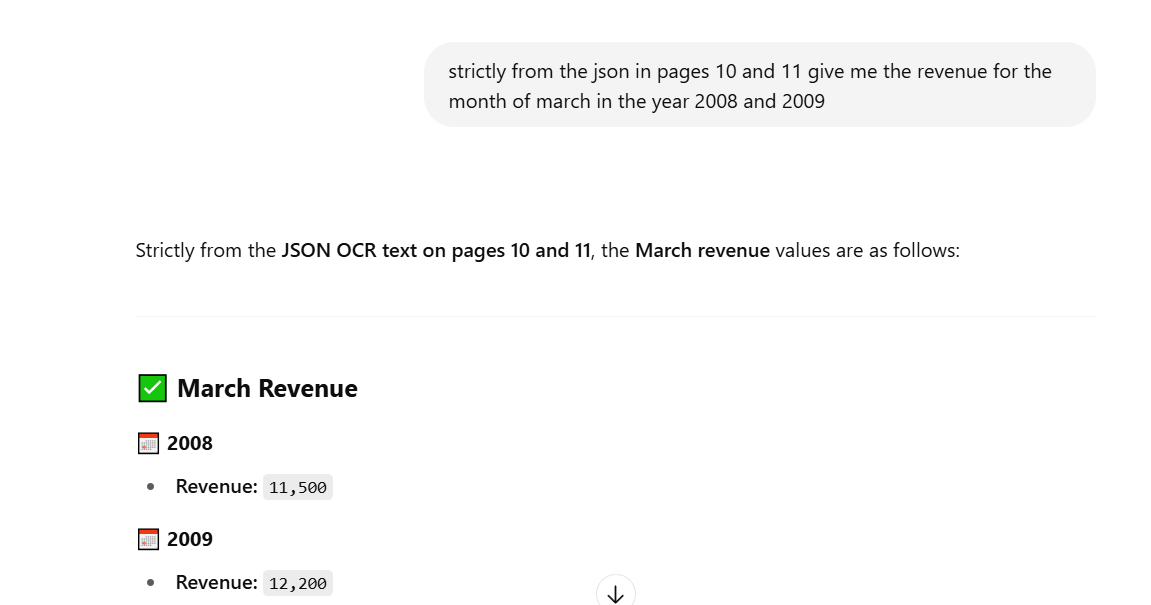 strictly from the json in pages 10 and 11 give me the revenue for the
month of march in the year 2008 and 2009
Strictly from the JSON OCR text on pages 10 and 11, the March revenue values are as follows:
✅ March Revenue
📅 2008
• Revenue: 11,500
📅 2009
• Revenue: 12,200